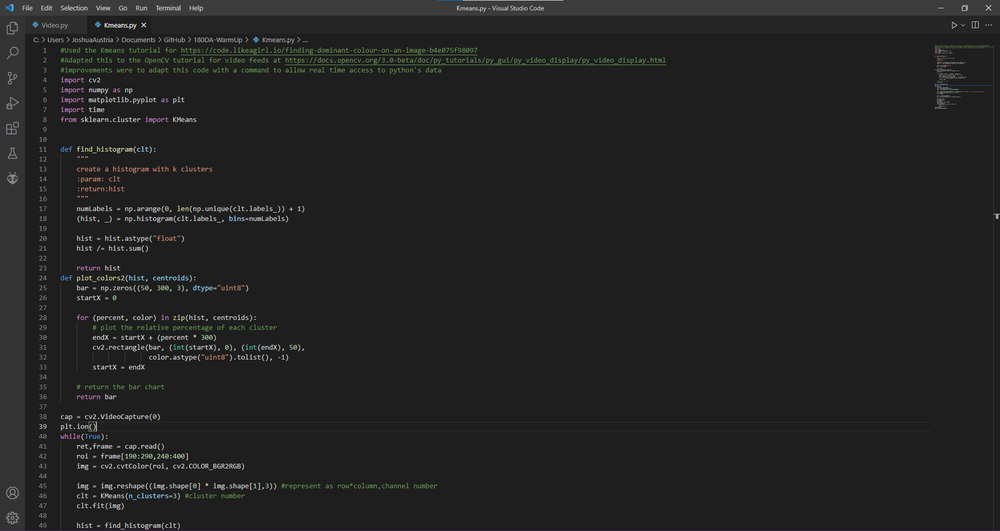 File Edit Selection View Go Run Terminal Help
Kmeans.py - Visual Studio Code
Video.py
Kmeans.py
C: > Users > JoshuaAustria > Documents > GitHub > 180DA-WarmUp > Kmeans.py > ...
1 #Used the Kmeans tutorial for https://code.likeagirl.io/finding-dominant-colour-on-an-image-b4e075f98097
2 #Adapted this to the OpenCV tutorial for video feeds at https://docs.opencv.org/3.0-beta/doc/py_tutorials/py_gui/py_video_display/py_video_display.html
3 #improvements were to adapt this code with a command to allow real time access to python's data
4 import cv2
5 import numpy as np
6 import matplotlib.pyplot as plt
7 import time
8 from sklearn.cluster import KMeans
9
10
11 def find_histogram(clt):
12     """
13     create a histogram with k clusters
14     :param: clt
15     :return:hist
16     """
17     numLabels = np.arange(0, len(np.unique(clt.labels_)) + 1)
18     (hist, _) = np.histogram(clt.labels_, bins=numLabels)
19
20     hist = hist.astype("float")
21     hist /= hist.sum()
22
23     return hist
24 def plot_colors2(hist, centroids):
25     bar = np.zeros((50, 300, 3), dtype="uint8")
26     startX = 0
27
28     for (percent, color) in zip(hist, centroids):
29         # plot the relative percentage of each cluster
30         endX = startX + (percent * 300)
31         cv2.rectangle(bar, (int(startX), 0), (int(endX), 50),
32                       color.astype("uint8").tolist(), -1)
33         startX = endX
34
35     # return the bar chart
36     return bar
37
38 cap = cv2.VideoCapture(0)
39 plt.ion()
40 while(True):
41     ret,frame = cap.read()
42     roi = frame[190:290,240:400]
43     img = cv2.cvtColor(roi, cv2.COLOR_BGR2RGB)
44
45     img = img.reshape((img.shape[0] * img.shape[1],3)) #represent as row*column,channel number
46     clt = KMeans(n_clusters=3) #cluster number
47     clt.fit(img)
48
49     hist = find_histogram(clt)